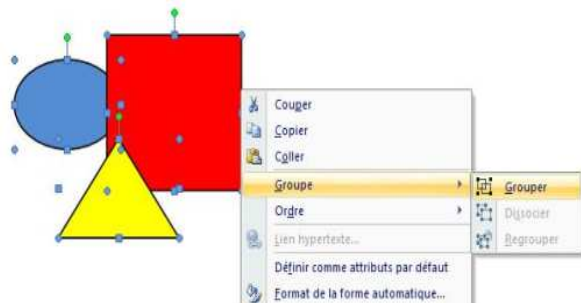 Couper
Copier
Coller
Groupe
Grouper
Ordre
Dissocier
Lien hypertexte...
Regrouper
Définir comme attributs par défaut
Format de la forme automatique...